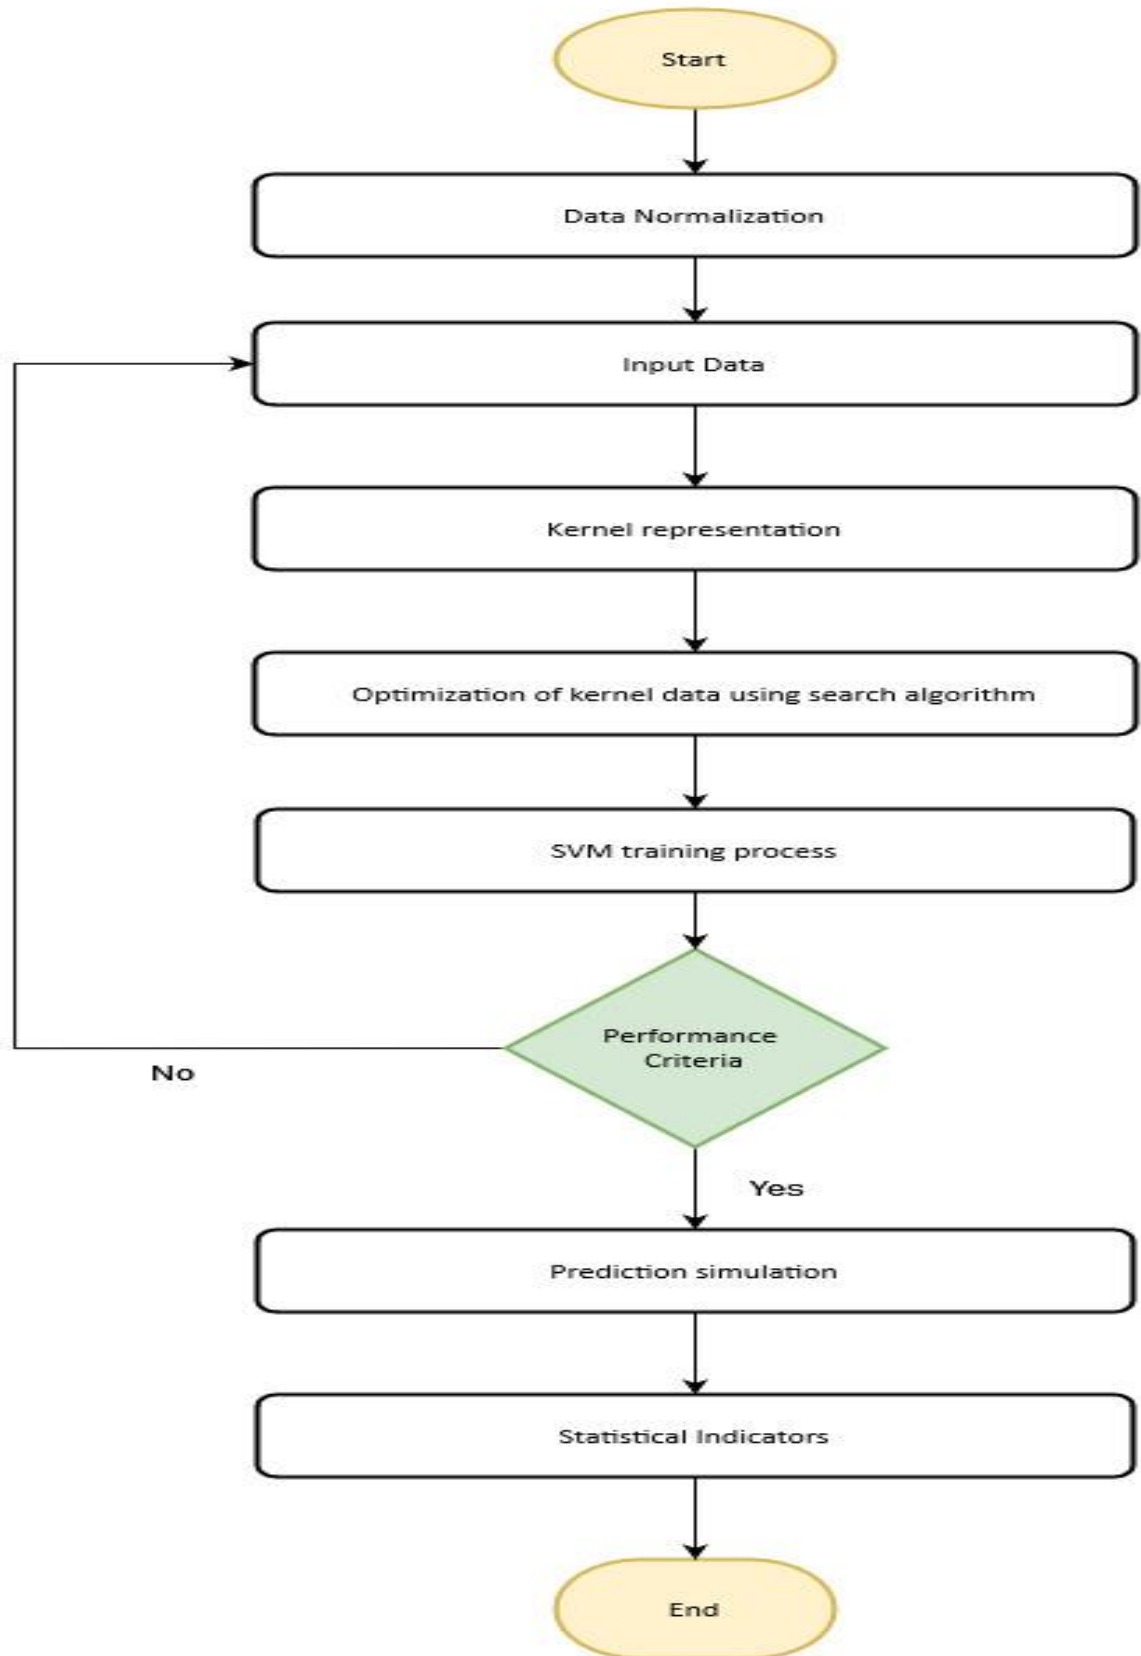 Start
Data Normalization
Input Data
Kernel representation
Optimization of kernel data using search algorithm
SVM training process
Performance
Criteria
No
Yes
Prediction simulation
Statistical Indicators
End